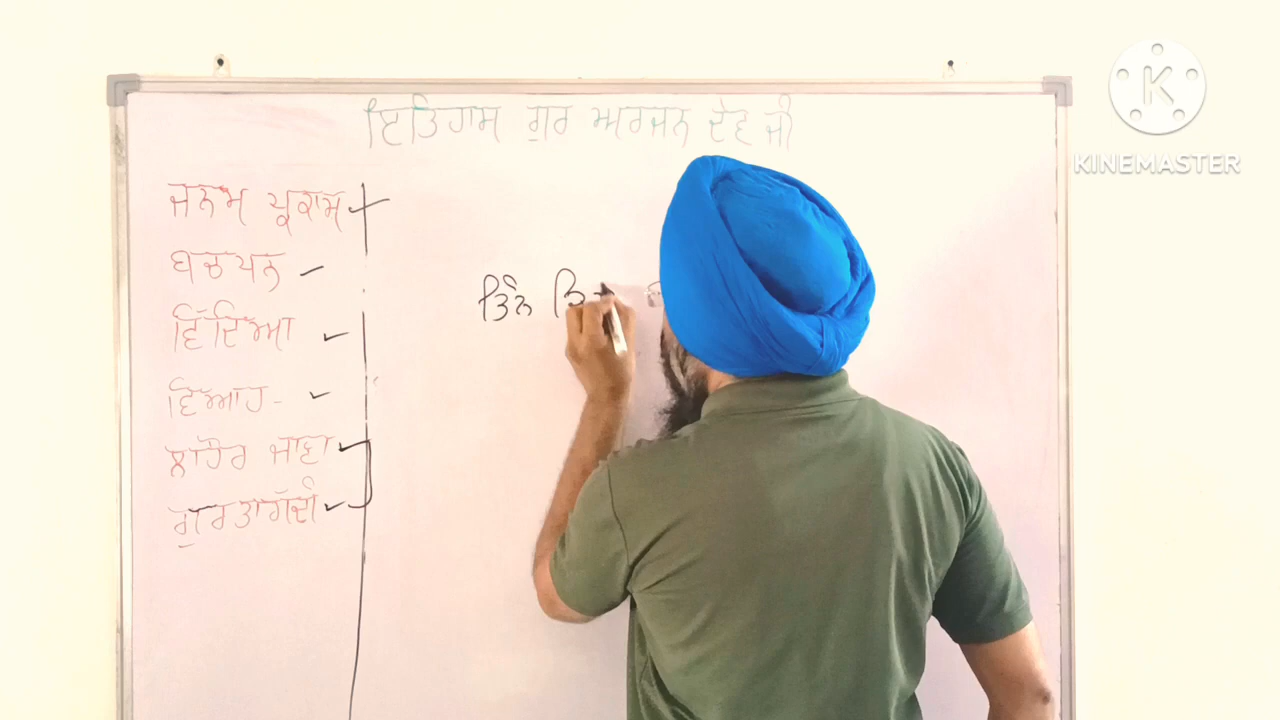 ਇਤਿਹਾਸ ਗੁਰ ਅਰਜਨ ਦੇਵ ਜੀ
ਜਨਮ ਪ੍ਰਕਾਸ਼
ਬਚਪਨ -
ਵਿੱਦਿਆ
ਵਿਆਹ -
ਲਾਹੌਰ ਜਾਣਾ
ਗੁਰਤਾਗੱਦੀ
ਤਿੰਨ
KINEMASTER